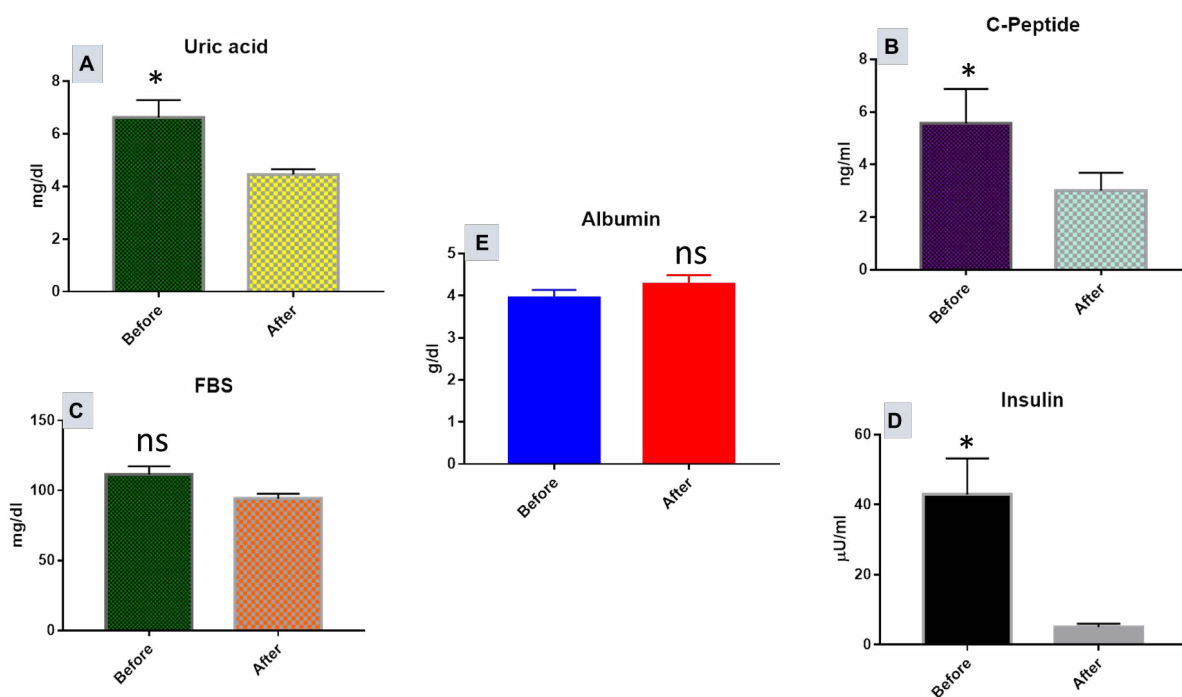 A
Uric acid
*
8
6
4
2
0
mg/dl
Before
After
B
C-Peptide
*
8
6
4
2
0
ng/ml
Before
After
E
Albumin
ns
5
4
3
2
1
0
g/dl
Before
After
C
FBS
ns
150
100
50
0
mg/dl
Before
After
D
Insulin
*
60
40
20
0
μU/ml
Before
After